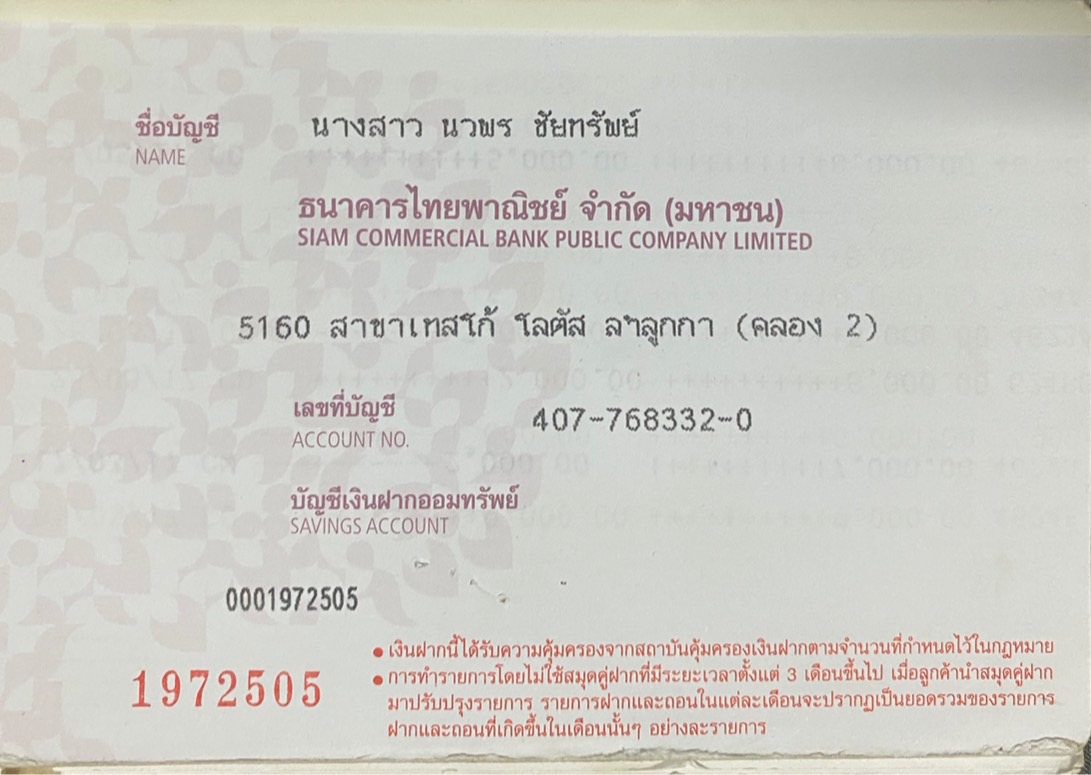 ชื่อบัญชี นางสาว นวพร ชัยทรัพย์
NAME
ธนาคารไทยพาณิชย์ จำกัด (มหาชน)
SIAM COMMERCIAL BANK PUBLIC COMPANY LIMITED
5160 สาขาเทสโก้ โลตัส ลำลูกกา (คลอง 2)
เลขที่บัญชี 407-768332-0
ACCOUNT NO.
บัญชีเงินฝากออมทรัพย์
SAVINGS ACCOUNT
0001972505
1972505
• เงินฝากนี้ได้รับความคุ้มครองจากสถาบันคุ้มครองเงินฝากตามจำนวนที่กำหนดไว้ในกฎหมาย
• การทำรายการโดยไม่ใช้สมุดคู่ฝากที่มีระยะเวลาตั้งแต่ 3 เดือนขึ้นไป เมื่อลูกค้านำสมุดคู่ฝาก
มาปรับปรุงรายการ รายการฝากและถอนในแต่ละเดือนจะปรากฏเป็นยอดรวมของรายการ
ฝากและถอนที่เกิดขึ้นในเดือนนั้นๆ อย่างละรายการ